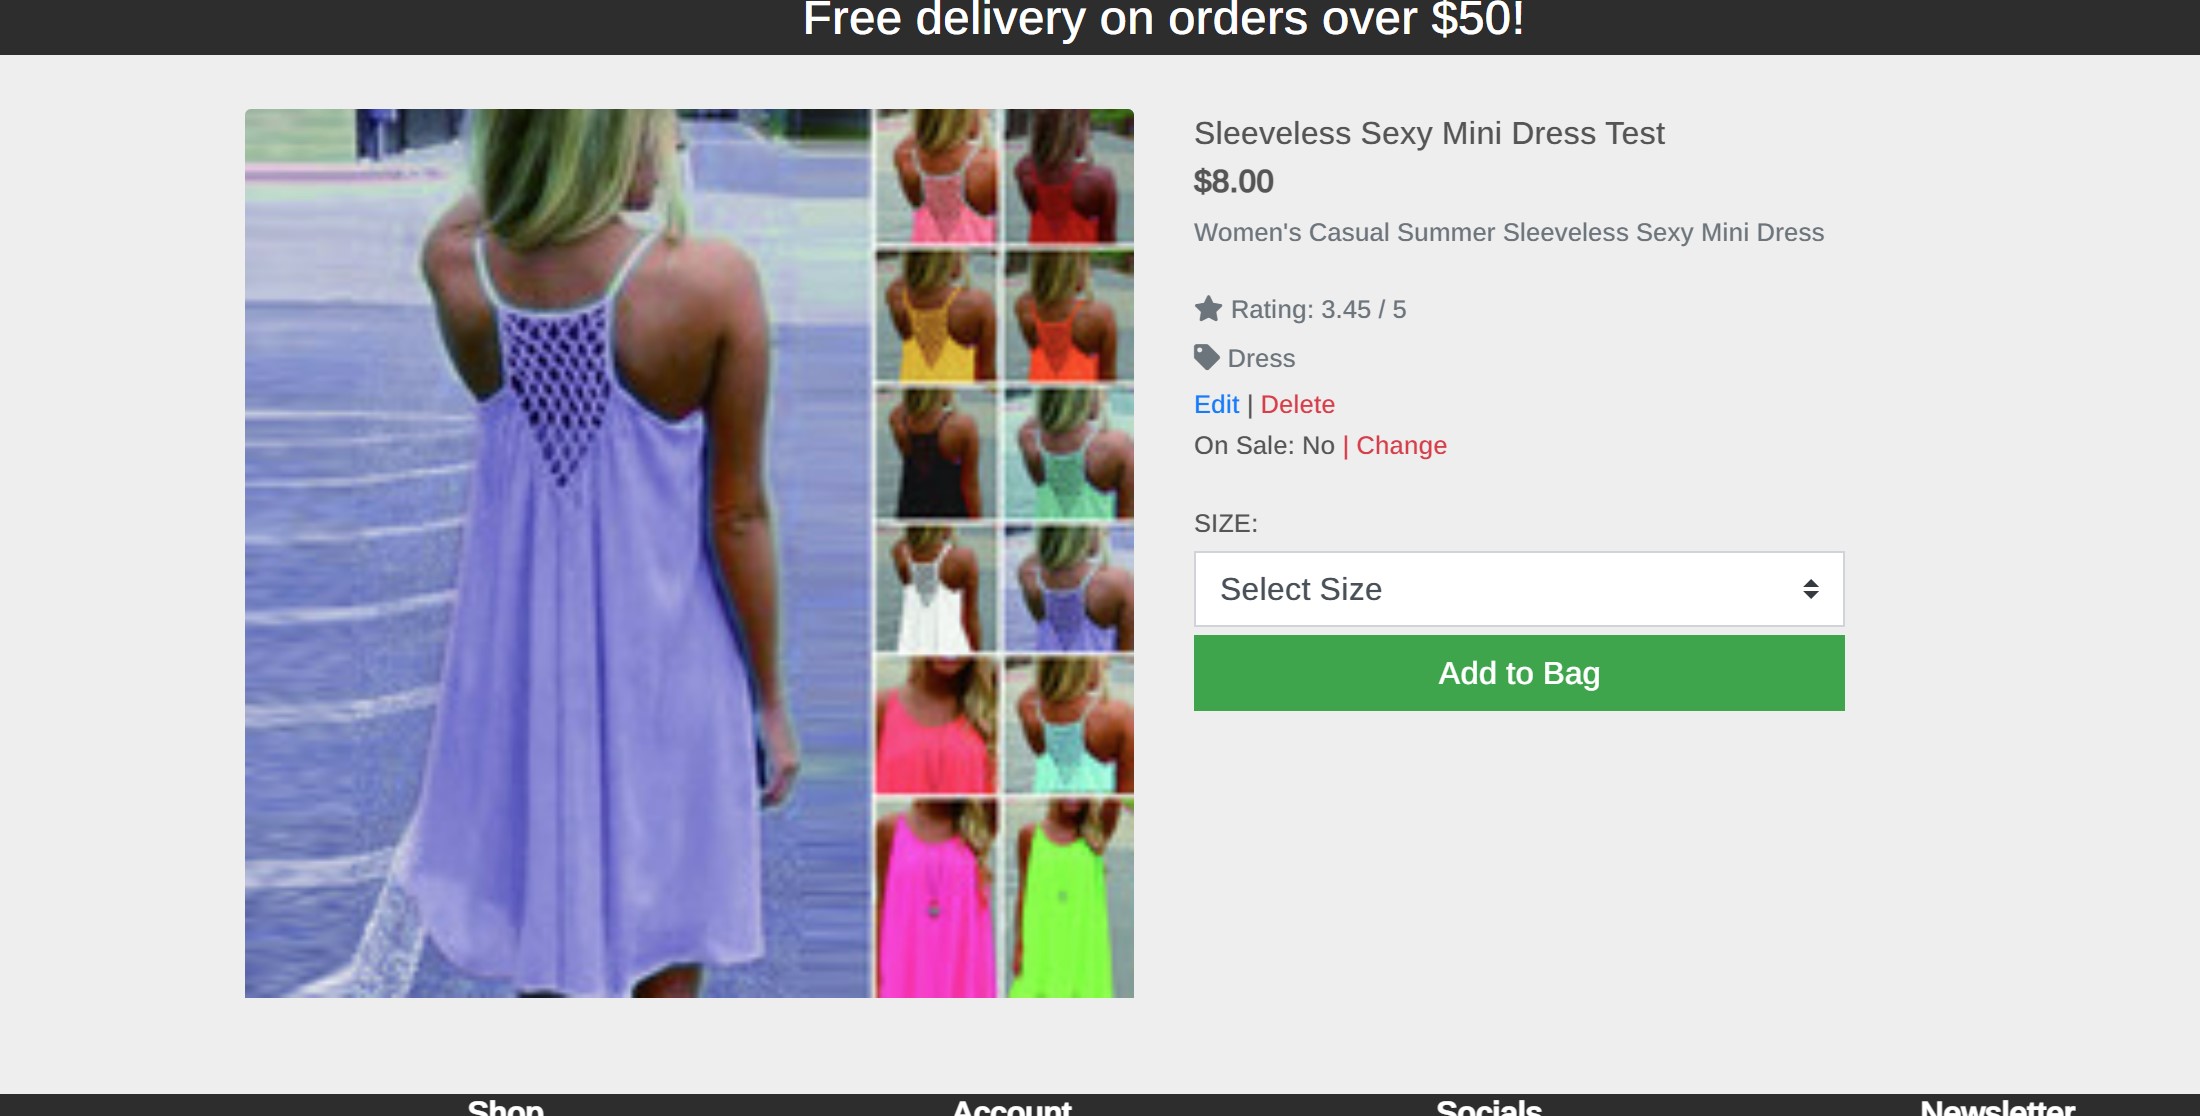 Free delivery on orders over $50!
Sleeveless Sexy Mini Dress Test
$8.00
Women's Casual Summer Sleeveless Sexy Mini Dress
Rating: 3.45 / 5
Dress
Edit | Delete
On Sale: No | Change
SIZE:
Select Size
Add to Bag
Shop Account Socials Newsletter